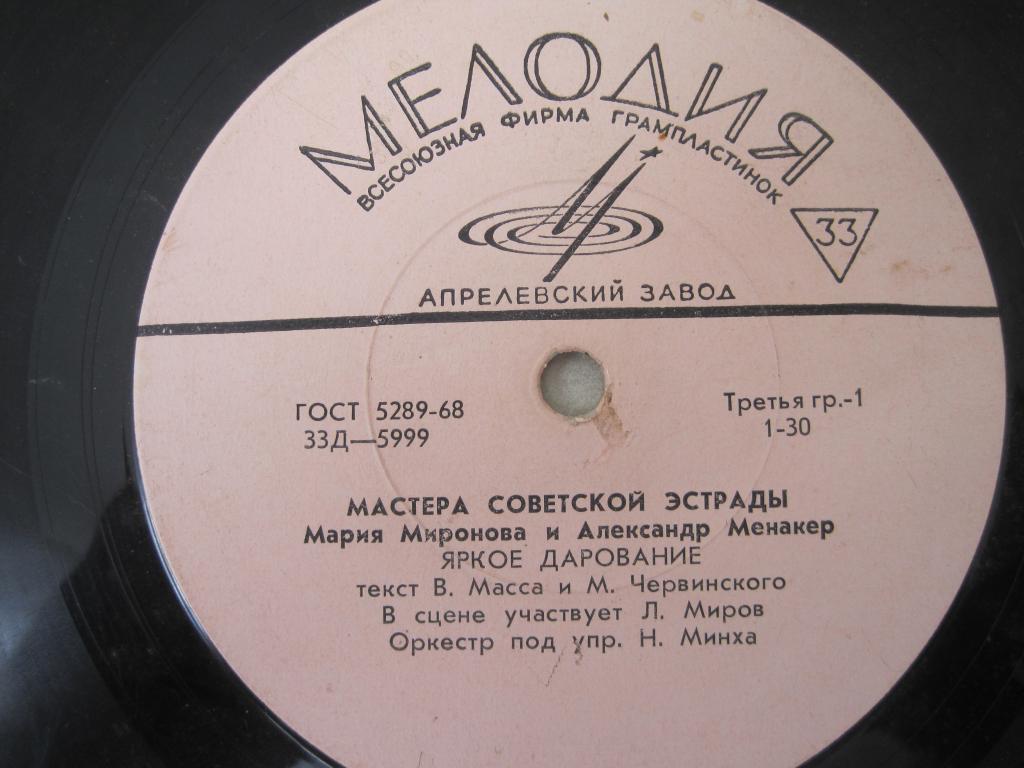 МЕЛОДИЯ
ВСЕСОЮЗНАЯ ФИРМА ГРАМПЛАСТИНОК
33
АПРЕЛЕВСКИЙ ЗАВОД
ГОСТ 5289-68
33Д—5999
Третья гр.-1
1-30
МАСТЕРА СОВЕТСКОЙ ЭСТРАДЫ
Мария Миронова и Александр Менакер
ЯРКОЕ ДАРОВАНИЕ
текст В. Масса и М. Червинского
В сцене участвует Л. Миров
Оркестр под упр. Н. Минха